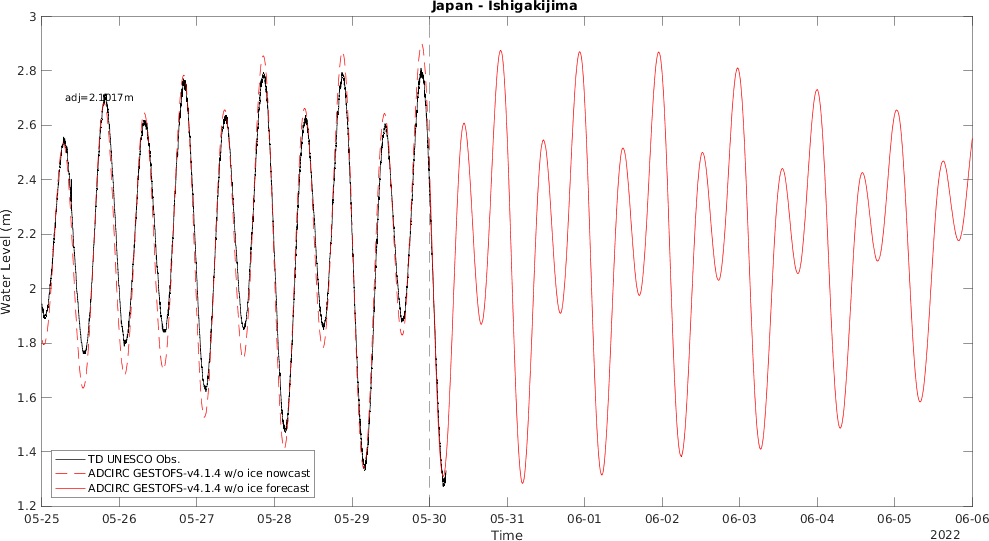 Japan - Ishigakijima
Water Level (m)
3
2.8
2.6
2.4
2.2
2
1.8
1.6
1.4
1.2
adj=2.1017m
TD UNESCO Obs.
ADCIRC GESTOFS-v4.1.4 w/o ice nowcast
ADCIRC GESTOFS-v4.1.4 w/o ice forecast
05-25 05-26 05-27 05-28 05-29 05-30 05-31 06-01 06-02 06-03 06-04 06-05 06-06
Time
2022